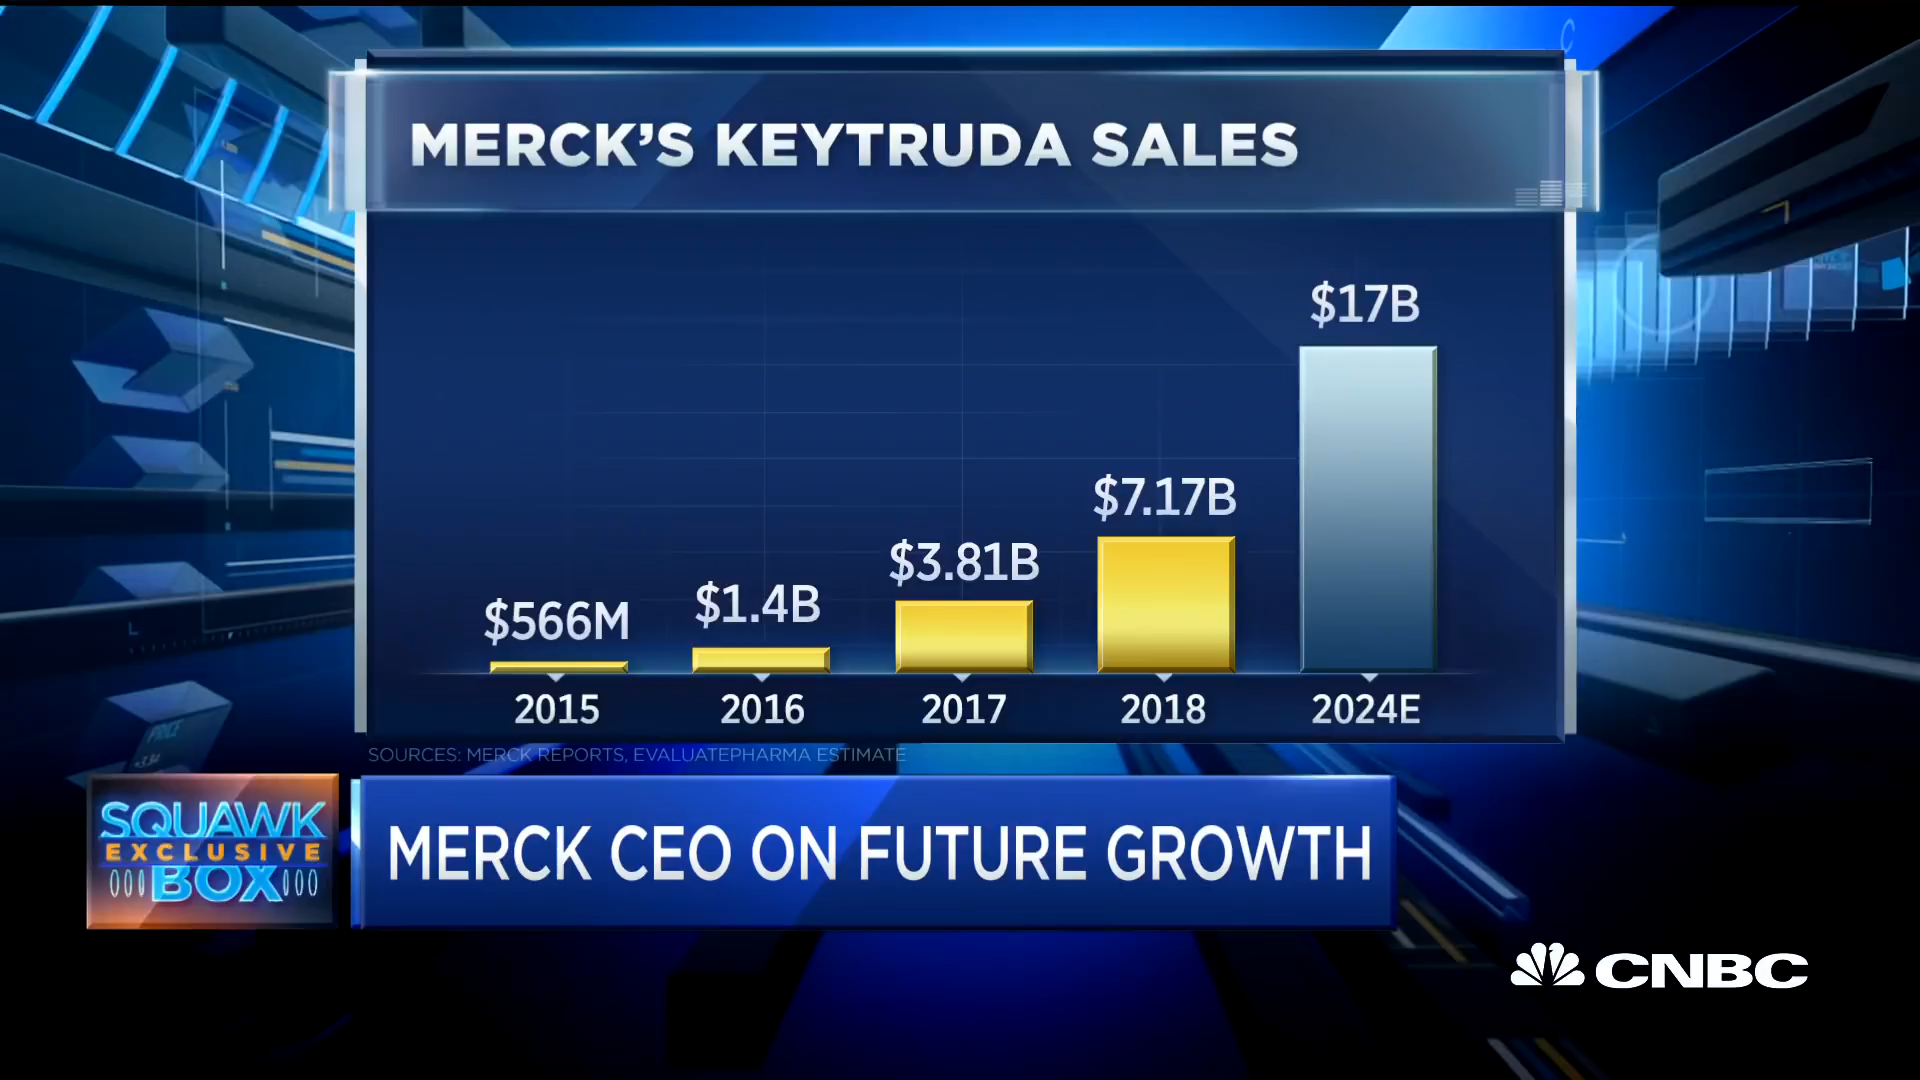 MERCK'S KEYTRUDA SALES
$17B
$7.17B
$3.81B
$1.4B
$566M
2015 2016 2017 2018 2024E
SOURCES: MERCK REPORTS, EVALUATEPHARMA ESTIMATE
SQUAWK
EXCLUSIVE
BOX
MERCK CEO ON FUTURE GROWTH
CNBC
PRICE